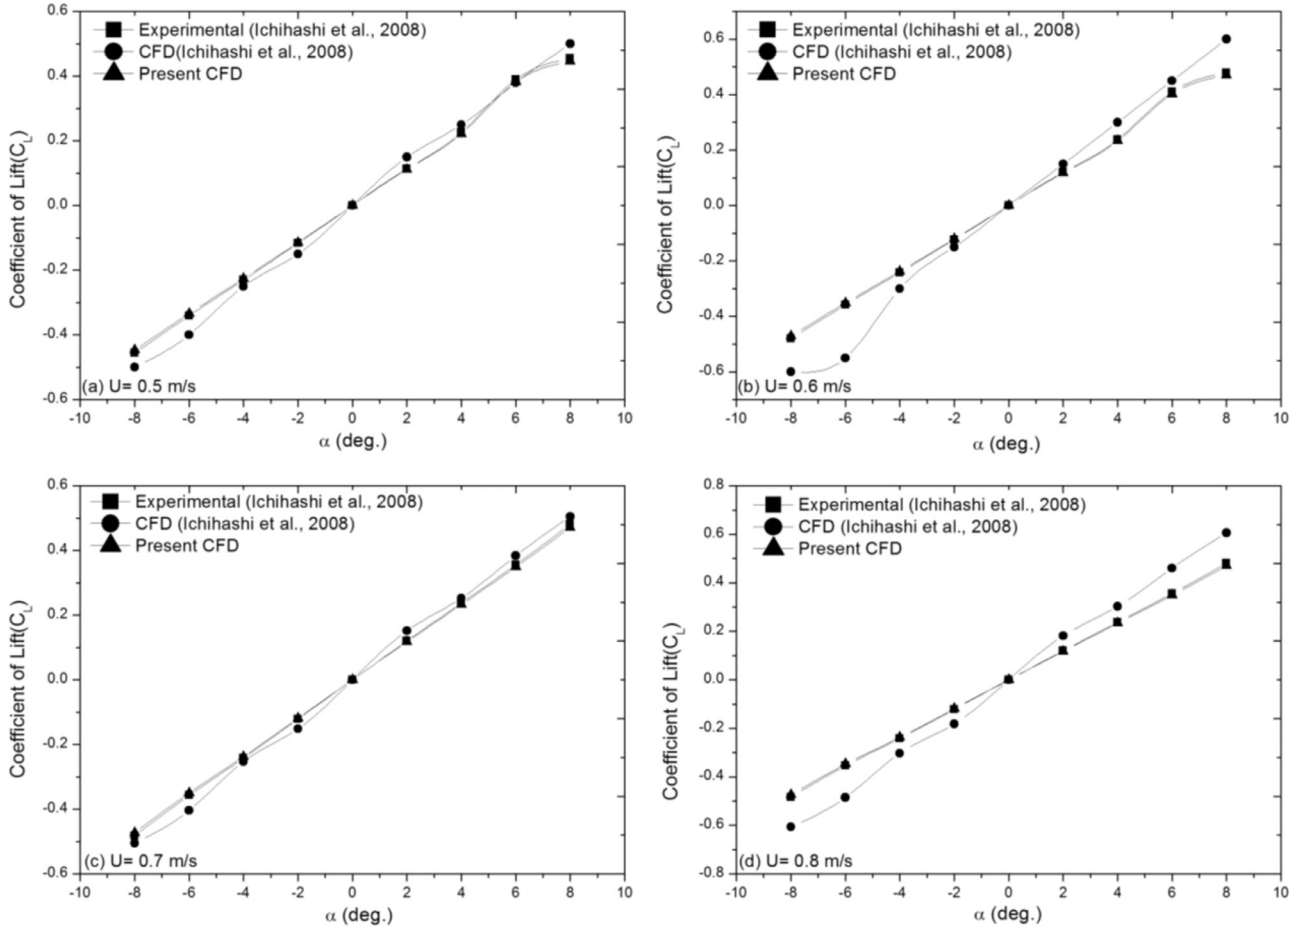 Experimental (Ichihashi et al., 2008)
CFD(Ichihashi et al., 2008)
Present CFD
0.6
0.4
0.2
0.0
-0.2
-0.4
-0.6
Coefficient of Lift(C_L)
(a) U= 0.5 m/s
-10 -8 -6 -4 -2 0 2 4 6 8 10
α (deg.)
Experimental (Ichihashi et al., 2008)
CFD (Ichihashi et al., 2008)
Present CFD
0.6
0.4
0.2
0.0
-0.2
-0.4
-0.6
Coefficient of Lift(C_L)
(b) U= 0.6 m/s
-10 -8 -6 -4 -2 0 2 4 6 8 10
α (deg.)
Experimental (Ichihashi et al., 2008)
CFD (Ichihashi et al., 2008)
Present CFD
0.6
0.4
0.2
0.0
-0.2
-0.4
-0.6
Coefficient of Lift(C_L)
(c) U= 0.7 m/s
-10 -8 -6 -4 -2 0 2 4 6 8 10
α (deg.)
Experimental (Ichihashi et al., 2008)
CFD (Ichihashi et al., 2008)
Present CFD
0.8
0.6
0.4
0.2
0.0
-0.2
-0.4
-0.6
-0.8
Coefficient of Lift(C_L)
(d) U= 0.8 m/s
-10 -8 -6 -4 -2 0 2 4 6 8 10
α (deg.)